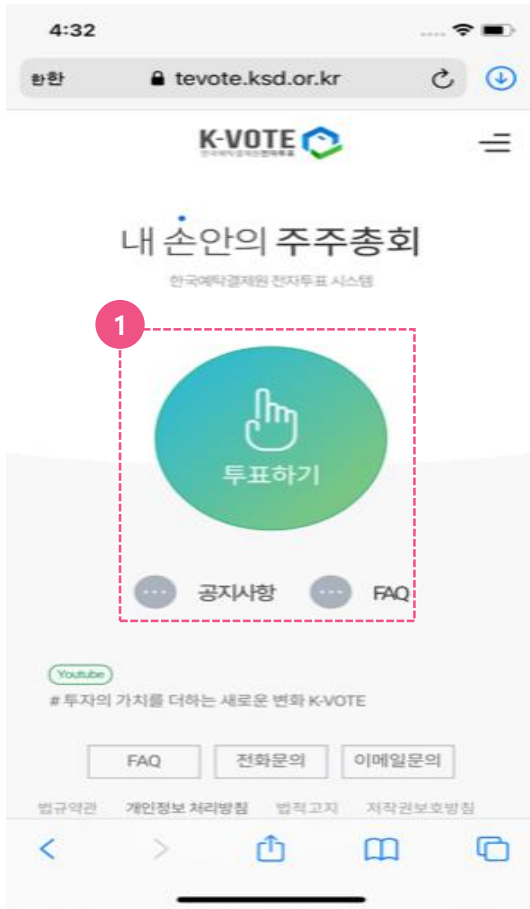 4:32
한한 tevote.ksd.or.kr
K-VOTE
한국예탁결제원전자투표
내 손안의 주주총회
한국예탁결제원 전자투표 시스템
1
투표하기
공지사항 FAQ
Youtube
# 투자의 가치를 더하는 새로운 변화 K-VOTE
FAQ 전화문의 이메일문의
법규약관 개인정보 처리방침 법적고지 저작권보호방침